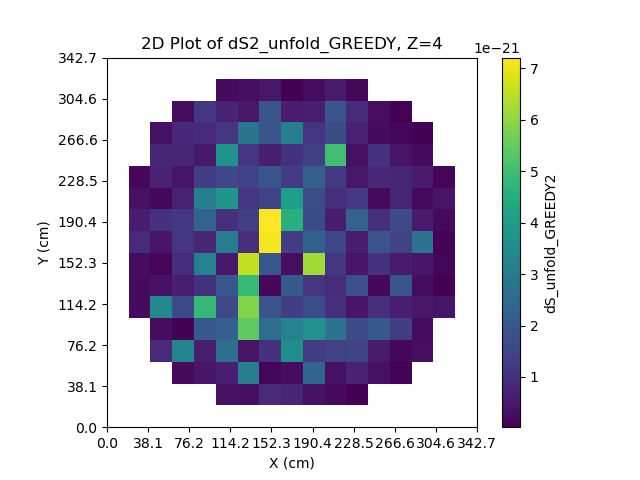 2D Plot of dS2_unfold_GREEDY, Z=4
1e−21
342.7
304.6
266.6
228.5
190.4
152.3
114.2
76.2
38.1
0.0
Y (cm)
0.0 38.1 76.2 114.2 152.3 190.4 228.5 266.6 304.6 342.7
X (cm)
7
6
5
4
3
2
1
dS_unfold_GREEDY2